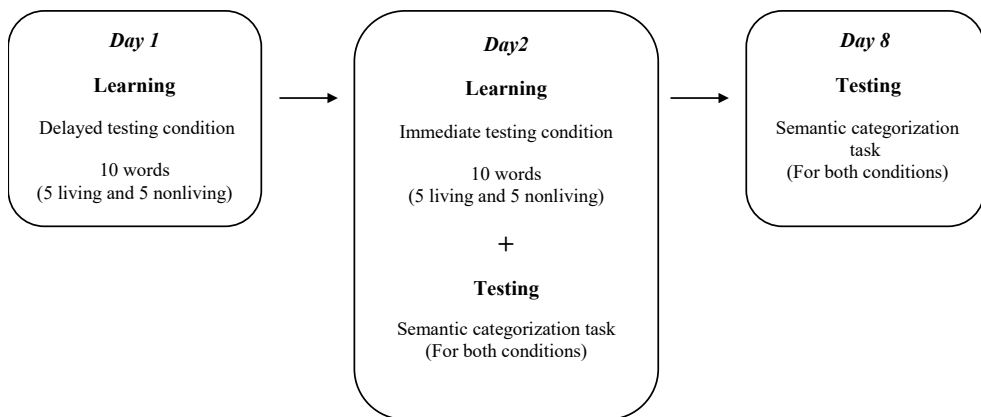 Day 1
Learning
Delayed testing condition
10 words
(5 living and 5 nonliving)
Day2
Learning
Immediate testing condition
10 words
(5 living and 5 nonliving)
+
Testing
Semantic categorization task
(For both conditions)
Day 8
Testing
Semantic categorization
task
(For both conditions)